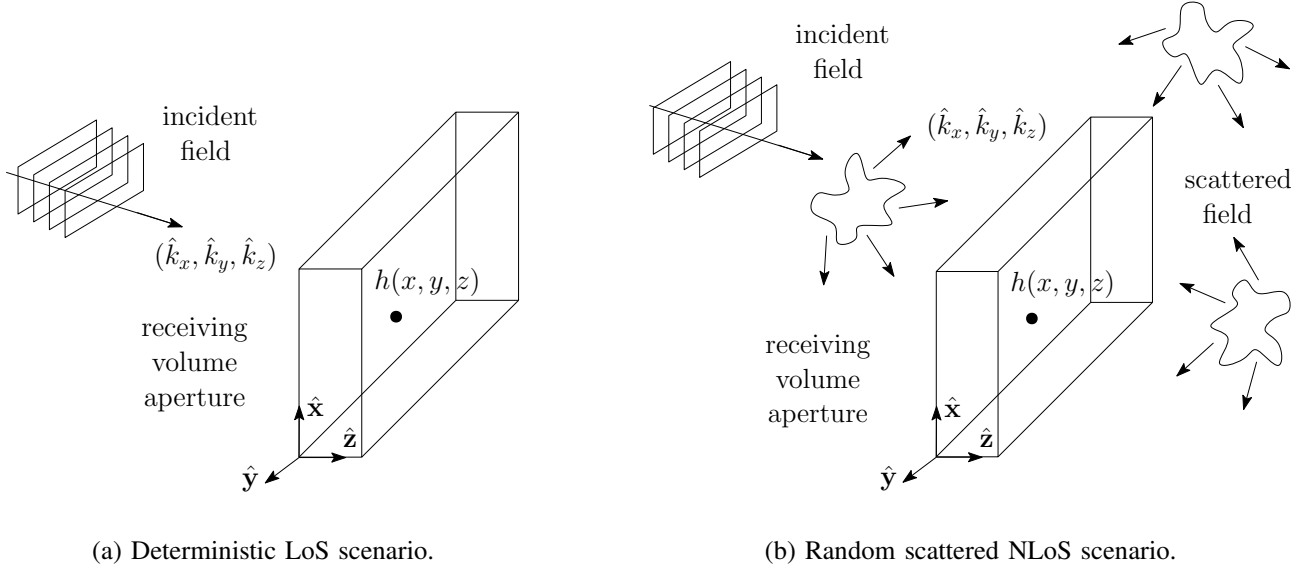 incident
field
(k̂x, k̂y, k̂z)
h(x, y, z)
receiving
volume
aperture
x̂
ẑ
ŷ
(a) Deterministic LoS scenario.
incident
field
(k̂x, k̂y, k̂z)
scattered
field
h(x, y, z)
receiving
volume
aperture
x̂
ẑ
ŷ
(b) Random scattered NLoS scenario.